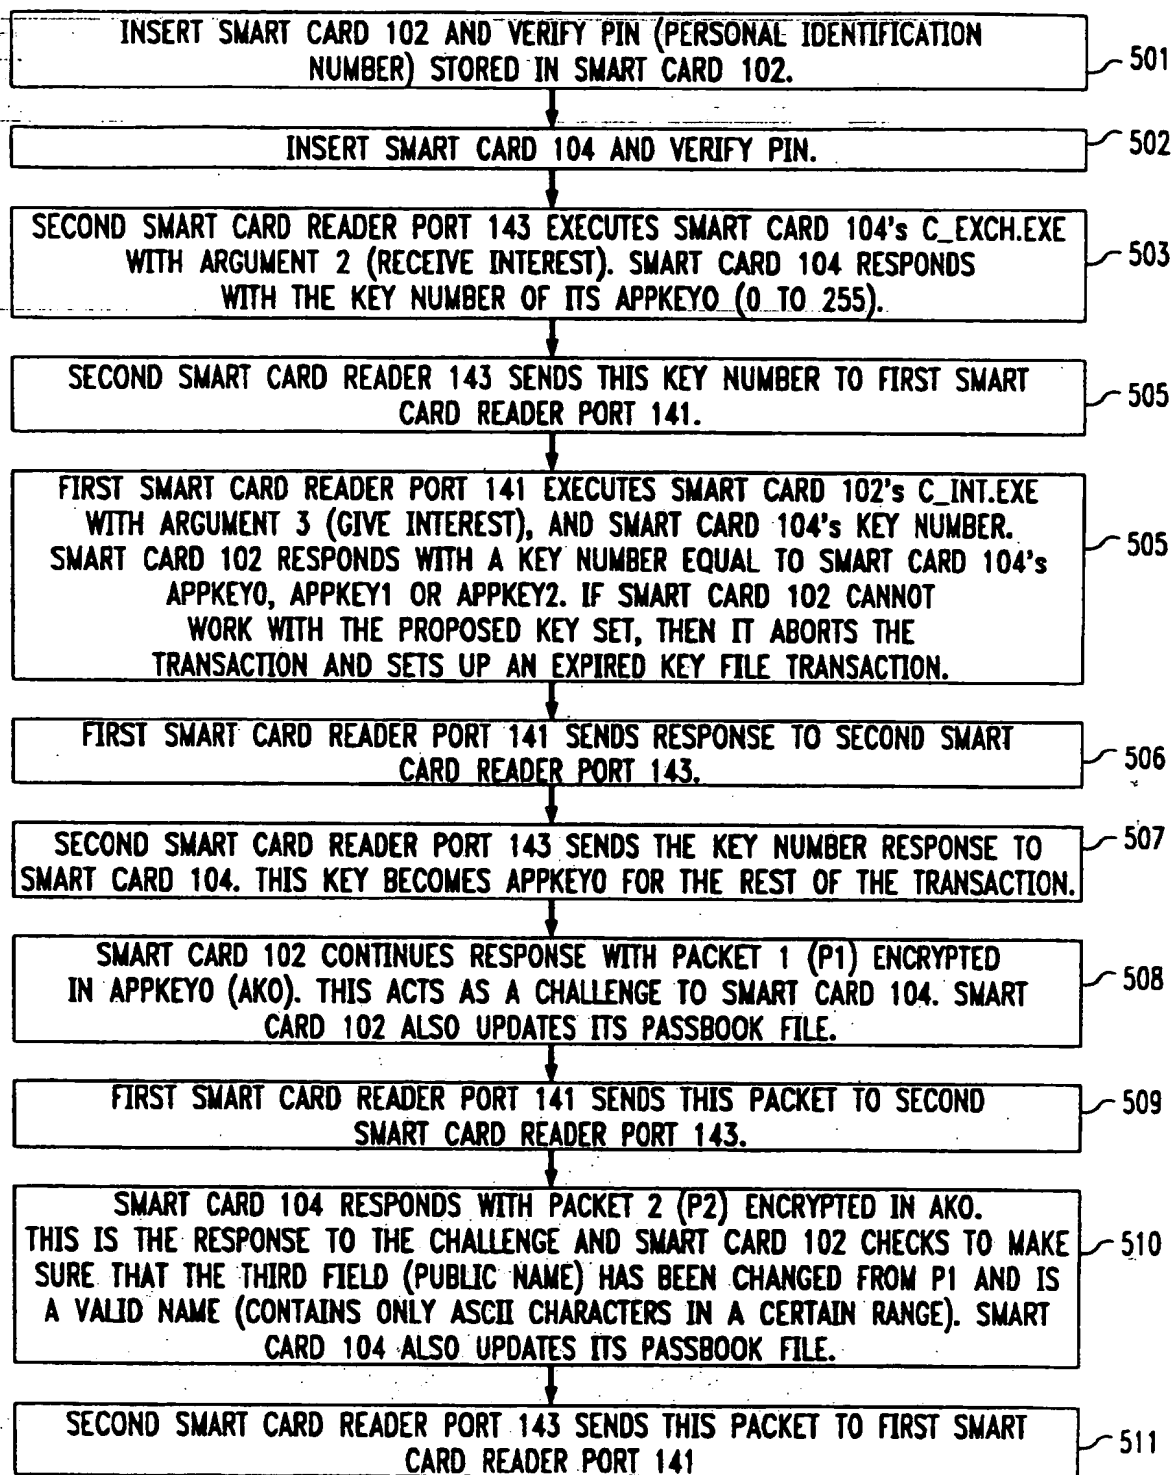 INSERT SMART CARD 102 AND VERIFY PIN (PERSONAL IDENTIFICATION
NUMBER) STORED IN SMART CARD 102.
501
INSERT SMART CARD 104 AND VERIFY PIN.
502
SECOND SMART CARD READER PORT 143 EXECUTES SMART CARD 104's C_EXCH.EXE
WITH ARGUMENT 2 (RECEIVE INTEREST). SMART CARD 104 RESPONDS
WITH THE KEY NUMBER OF ITS APPKEY0 (0 TO 255).
503
SECOND SMART CARD READER 143 SENDS THIS KEY NUMBER TO FIRST SMART
CARD READER PORT 141.
505
FIRST SMART CARD READER PORT 141 EXECUTES SMART CARD 102's C_INT.EXE
WITH ARGUMENT 3 (GIVE INTEREST), AND SMART CARD 104's KEY NUMBER.
SMART CARD 102 RESPONDS WITH A KEY NUMBER EQUAL TO SMART CARD 104's
APPKEY0, APPKEY1 OR APPKEY2. IF SMART CARD 102 CANNOT
WORK WITH THE PROPOSED KEY SET, THEN IT ABORTS THE
TRANSACTION AND SETS UP AN EXPIRED KEY FILE TRANSACTION.
505
FIRST SMART CARD READER PORT 141 SENDS RESPONSE TO SECOND SMART
CARD READER PORT 143.
506
SECOND SMART CARD READER PORT 143 SENDS THE KEY NUMBER RESPONSE TO
SMART CARD 104. THIS KEY BECOMES APPKEY0 FOR THE REST OF THE TRANSACTION.
507
SMART CARD 102 CONTINUES RESPONSE WITH PACKET 1 (P1) ENCRYPTED
IN APPKEY0 (AK0). THIS ACTS AS A CHALLENGE TO SMART CARD 104. SMART
CARD 102 ALSO UPDATES ITS PASSBOOK FILE.
508
FIRST SMART CARD READER PORT 141 SENDS THIS PACKET TO SECOND
SMART CARD READER PORT 143.
509
SMART CARD 104 RESPONDS WITH PACKET 2 (P2) ENCRYPTED IN AK0.
THIS IS THE RESPONSE TO THE CHALLENGE AND SMART CARD 102 CHECKS TO MAKE
SURE THAT THE THIRD FIELD (PUBLIC NAME) HAS BEEN CHANGED FROM P1 AND IS
A VALID NAME (CONTAINS ONLY ASCII CHARACTERS IN A CERTAIN RANGE). SMART
CARD 104 ALSO UPDATES ITS PASSBOOK FILE.
510
SECOND SMART CARD READER PORT 143 SENDS THIS PACKET TO FIRST SMART
CARD READER PORT 141
511